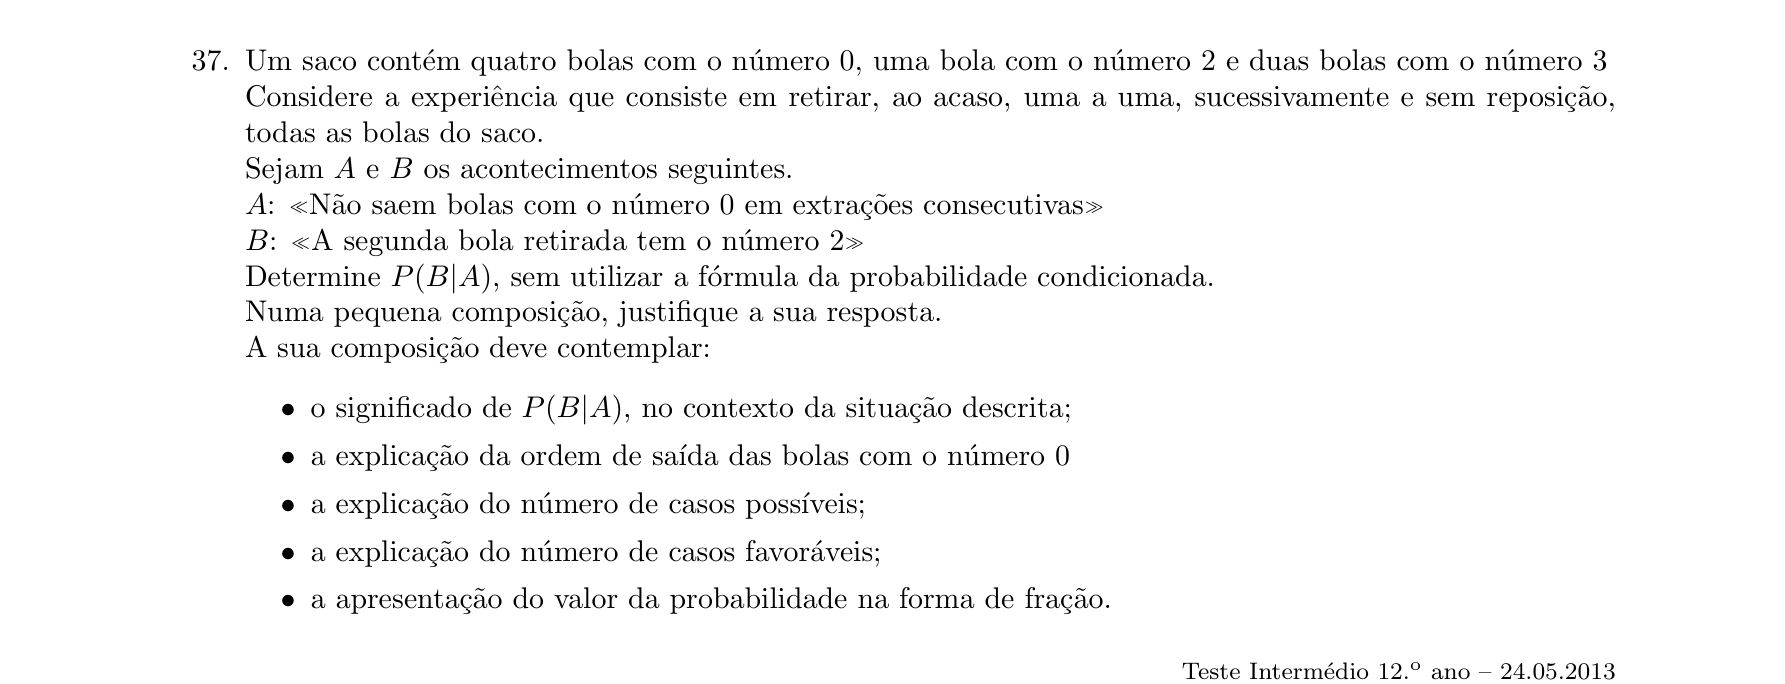 37. Um saco contém quatro bolas com o número 0, uma bola com o número 2 e duas bolas com o número 3
Considere a experiência que consiste em retirar, ao acaso, uma a uma, sucessivamente e sem reposição,
todas as bolas do saco.
Sejam A e B os acontecimentos seguintes.
A: ≪Não saem bolas com o número 0 em extrações consecutivas≫
B: ≪A segunda bola retirada tem o número 2≫
Determine P(B|A), sem utilizar a fórmula da probabilidade condicionada.
Numa pequena composição, justifique a sua resposta.
A sua composição deve contemplar:
• o significado de P(B|A), no contexto da situação descrita;
• a explicação da ordem de saída das bolas com o número 0
• a explicação do número de casos possíveis;
• a explicação do número de casos favoráveis;
• a apresentação do valor da probabilidade na forma de fração.
Teste Intermédio 12.º ano – 24.05.2013